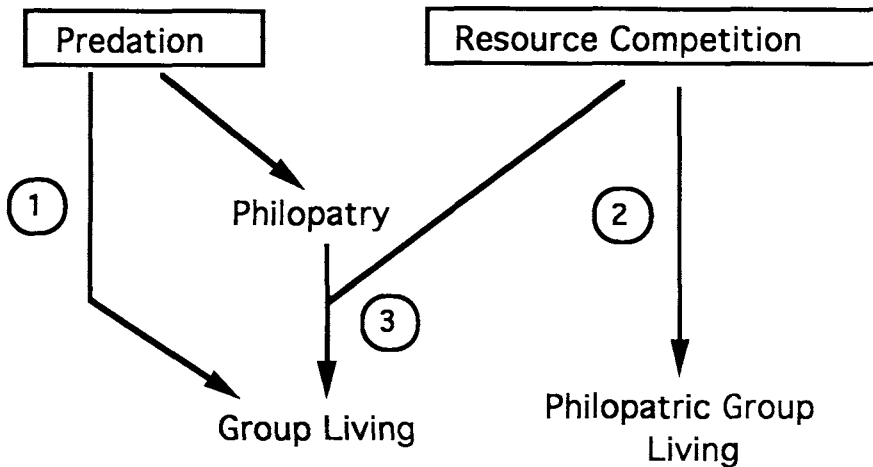 Predation
Resource Competition
1
Philopatry
2
3
Group Living
Philopatric Group
Living